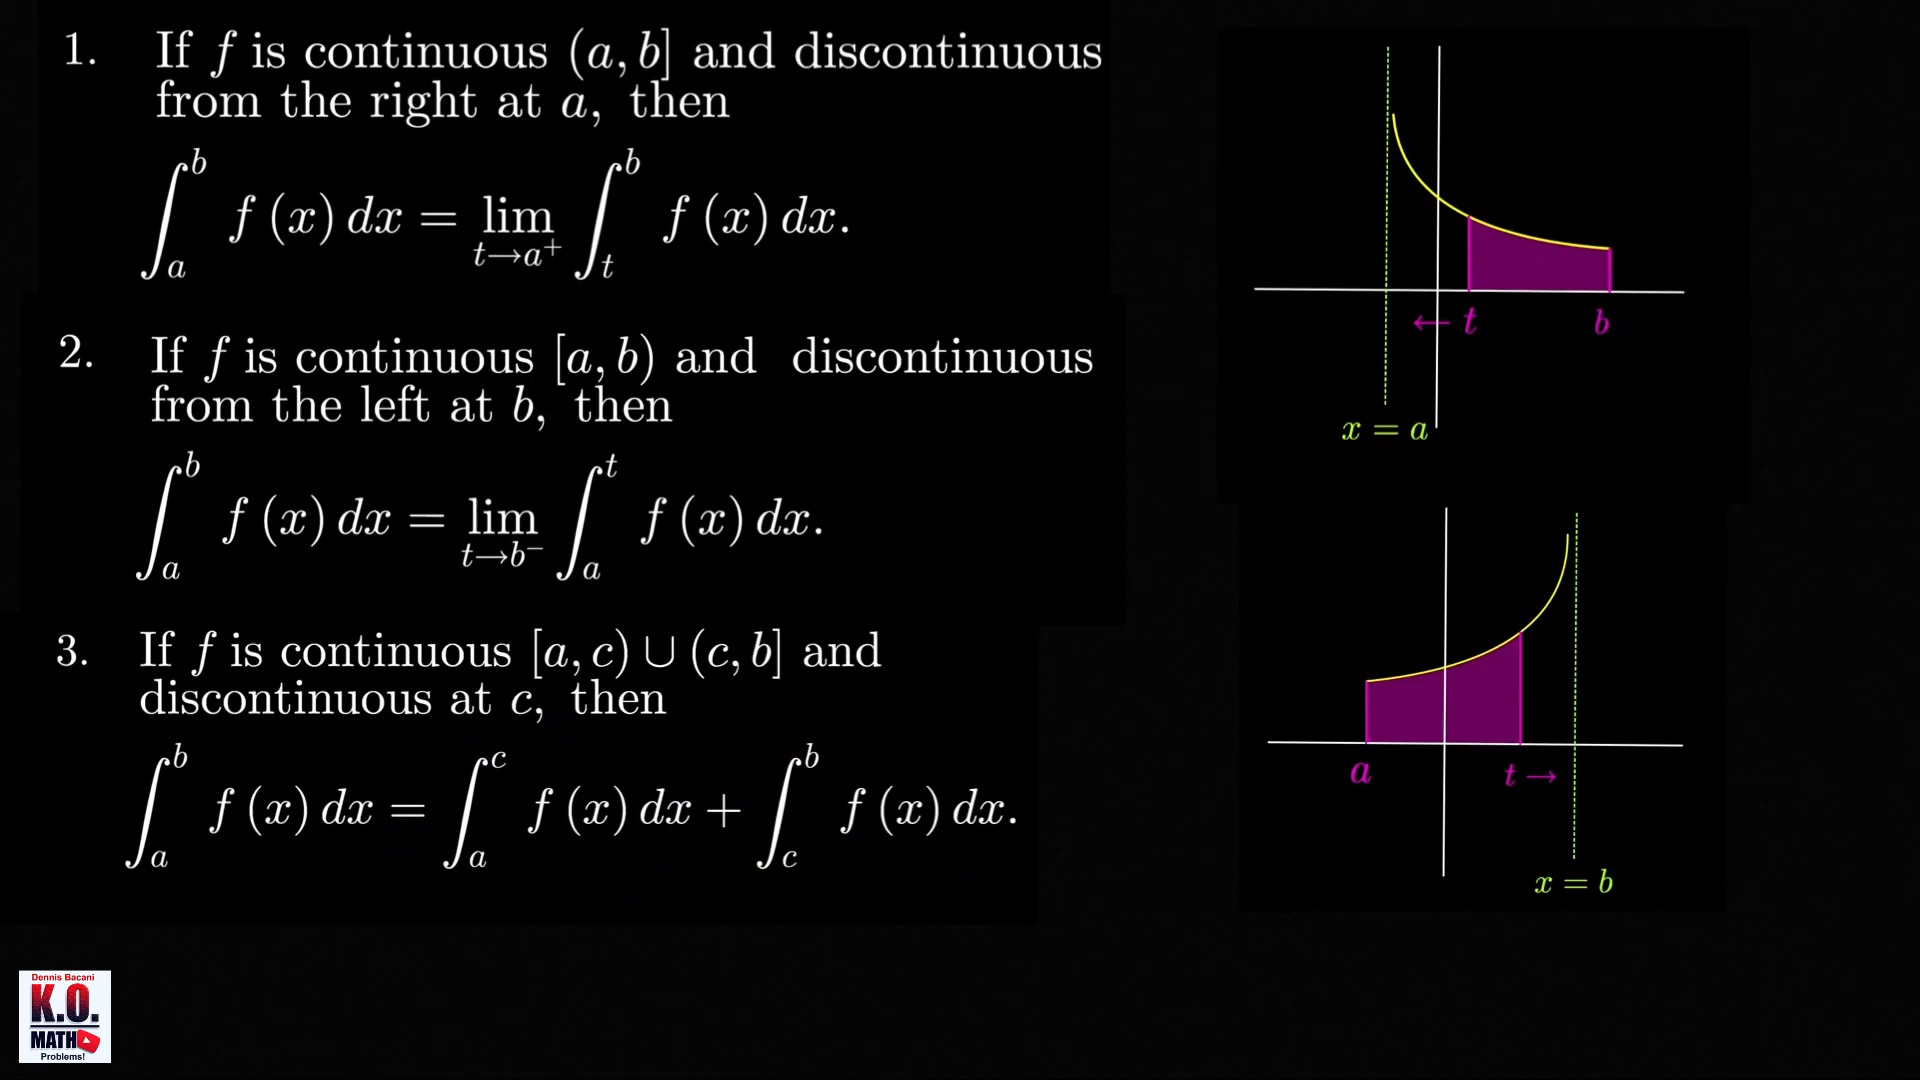 1. If f is continuous (a, b] and discontinuous
from the right at a, then
∫_a^b f (x) dx = lim_{t→a⁺} ∫_t^b f (x) dx.
2. If f is continuous [a, b) and discontinuous
from the left at b, then
∫_a^b f (x) dx = lim_{t→b⁻} ∫_a^t f (x) dx.
3. If f is continuous [a, c) ∪ (c, b] and
discontinuous at c, then
∫_a^b f (x) dx = ∫_a^c f (x) dx + ∫_c^b f (x) dx.
← t b
x = a
a t →
x = b
Dennis Bacani
K.O.
MATH
Problems!